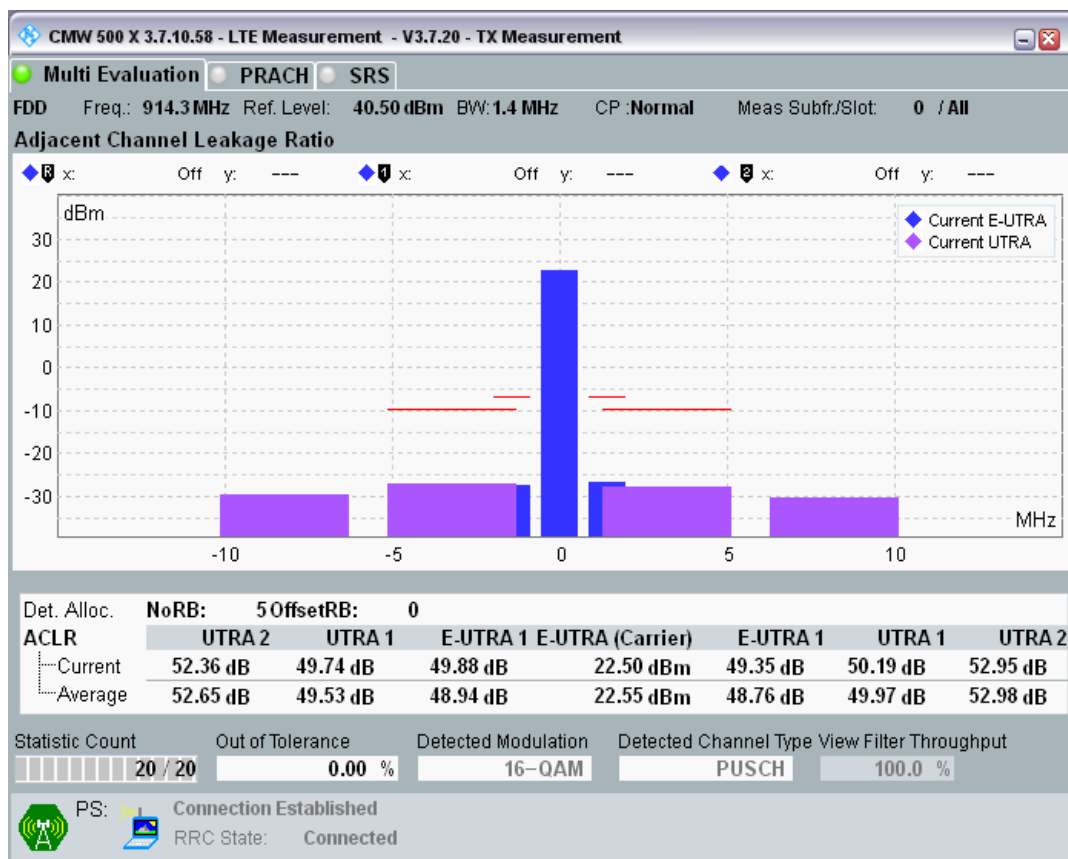 CMW 500 X 3.7.10.58 - LTE Measurement - V3.7.20 - TX Measurement
Multi Evaluation PRACH SRS
FDD Freq.: 914.3 MHz Ref. Level: 40.50 dBm BW: 1.4 MHz CP :Normal Meas Subfr./Slot: 0 / All
Adjacent Channel Leakage Ratio
R x: Off y: --- 1 x: Off y: --- 2 x: Off y: ---
dBm
Current E-UTRA
Current UTRA
30
20
10
0
-10
-20
-30
MHz
-10 -5 0 5 10
Det. Alloc. NoRB: 5 OffsetRB: 0
ACLR UTRA 2 UTRA 1 E-UTRA 1 E-UTRA (Carrier) E-UTRA 1 UTRA 1 UTRA 2
Current 52.36 dB 49.74 dB 49.88 dB 22.50 dBm 49.35 dB 50.19 dB 52.95 dB
Average 52.65 dB 49.53 dB 48.94 dB 22.55 dBm 48.76 dB 49.97 dB 52.98 dB
Statistic Count Out of Tolerance Detected Modulation Detected Channel Type View Filter Throughput
20 / 20 0.00 % 16-QAM PUSCH 100.0 %
PS: Connection Established
RRC State: Connected